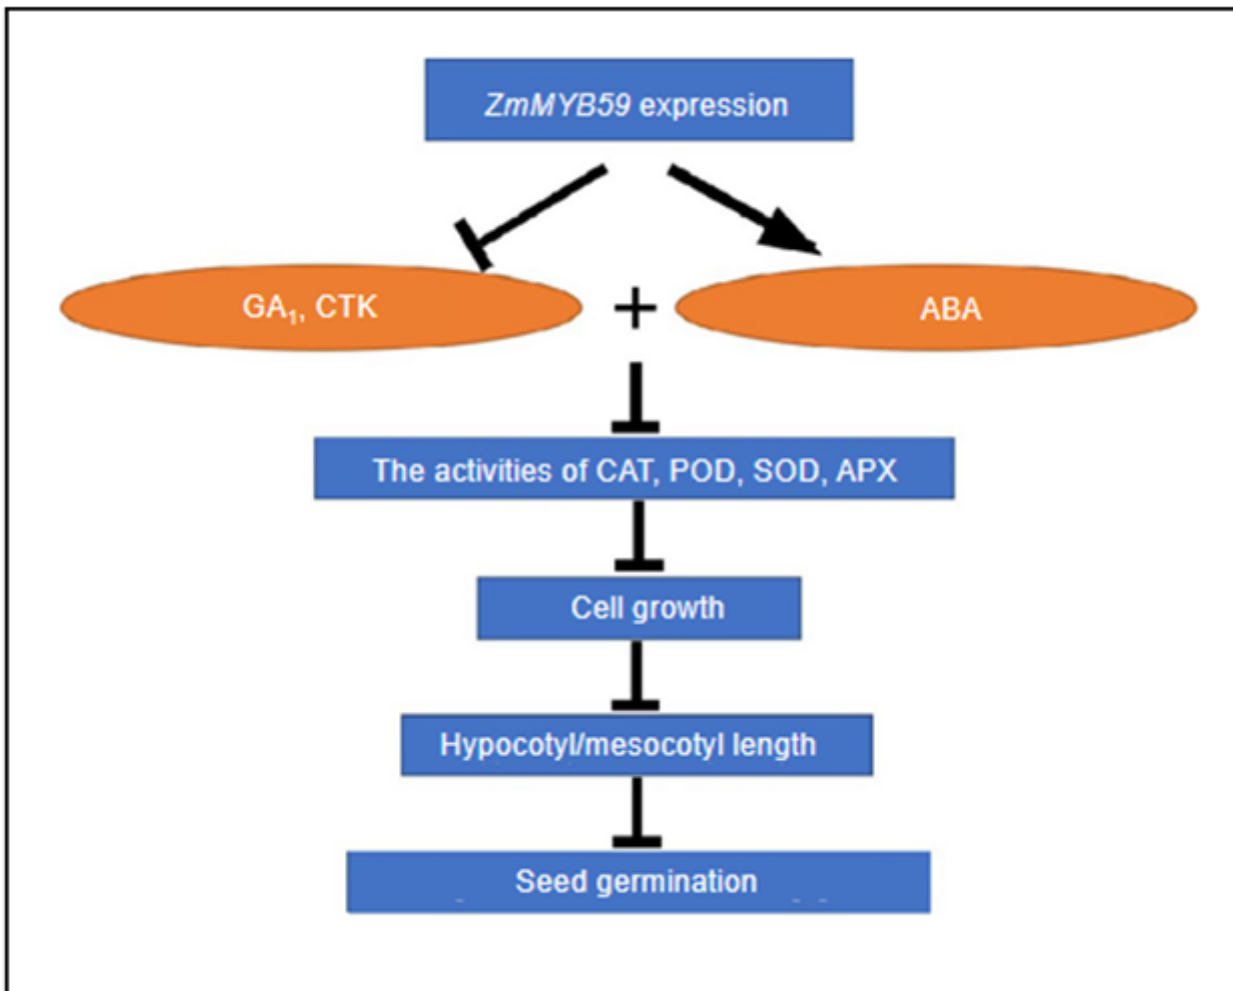 ZmMYB59 expression
GA₁, CTK
+
ABA
The activities of CAT, POD, SOD, APX
Cell growth
Hypocotyl/mesocotyl length
Seed germination